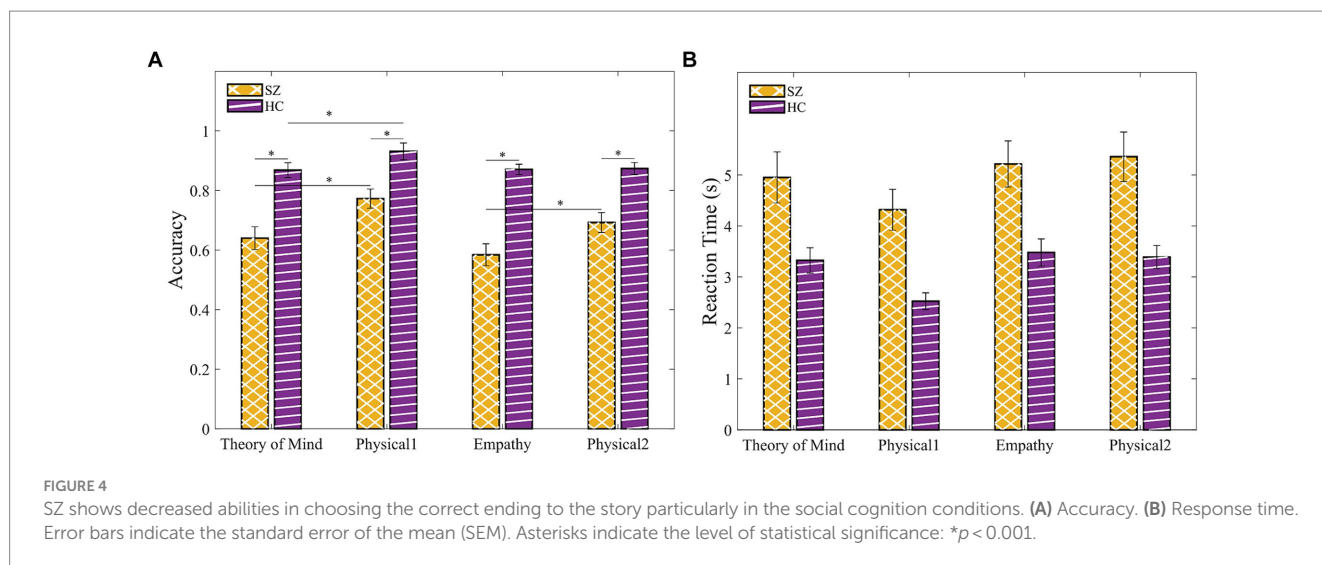 A
SZ
HC
*
*
*
*
*
*
*
1
0.8
0.6
0.4
0.2
0
Accuracy
Theory of Mind Physical1 Empathy Physical2
B
SZ
HC
5
4
3
2
1
0
Reaction Time (s)
Theory of Mind Physical1 Empathy Physical2
FIGURE 4
SZ shows decreased abilities in choosing the correct ending to the story particularly in the social cognition conditions. (A) Accuracy. (B) Response time.
Error bars indicate the standard error of the mean (SEM). Asterisks indicate the level of statistical significance: *p < 0.001.